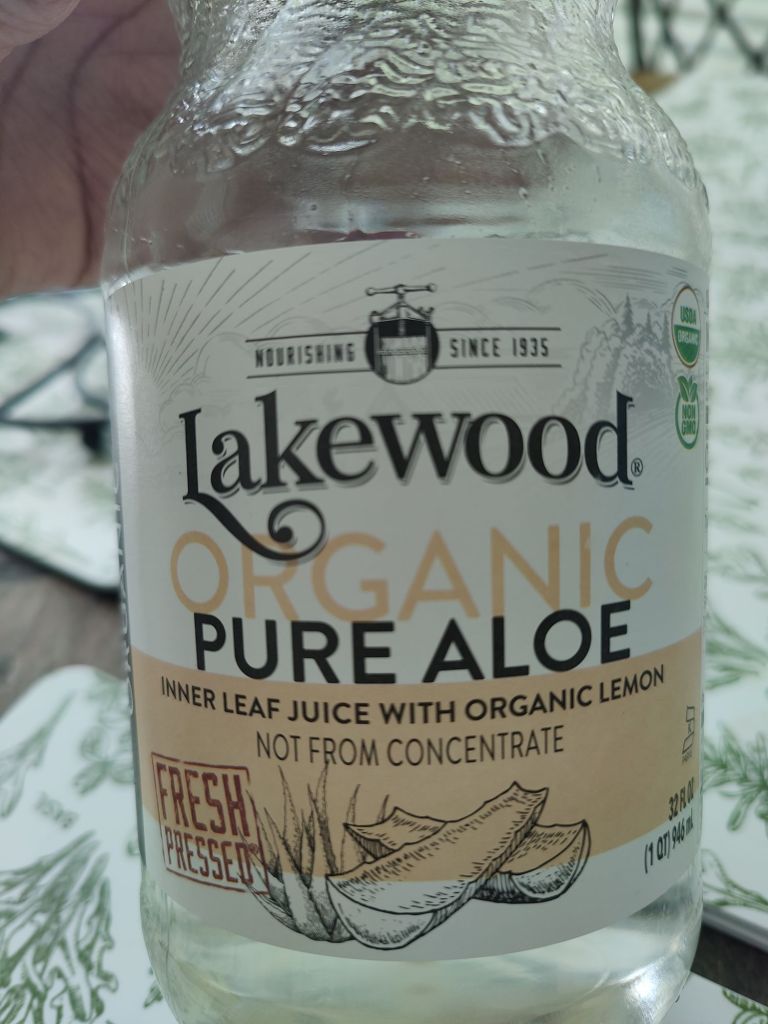 NOURISHING SINCE 1935
USDA
ORGANIC
Lakewood®
NON
GMO
ORGANIC
PURE ALOE
INNER LEAF JUICE WITH ORGANIC LEMON
NOT FROM CONCENTRATE
FRESH
PRESSED
32 FL OZ
(1 QT) 946 mL